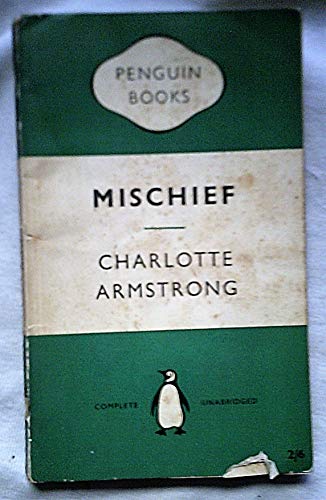 PENGUIN
BOOKS
MISCHIEF
CHARLOTTE
ARMSTRONG
COMPLETE UNABRIDGED
2/6